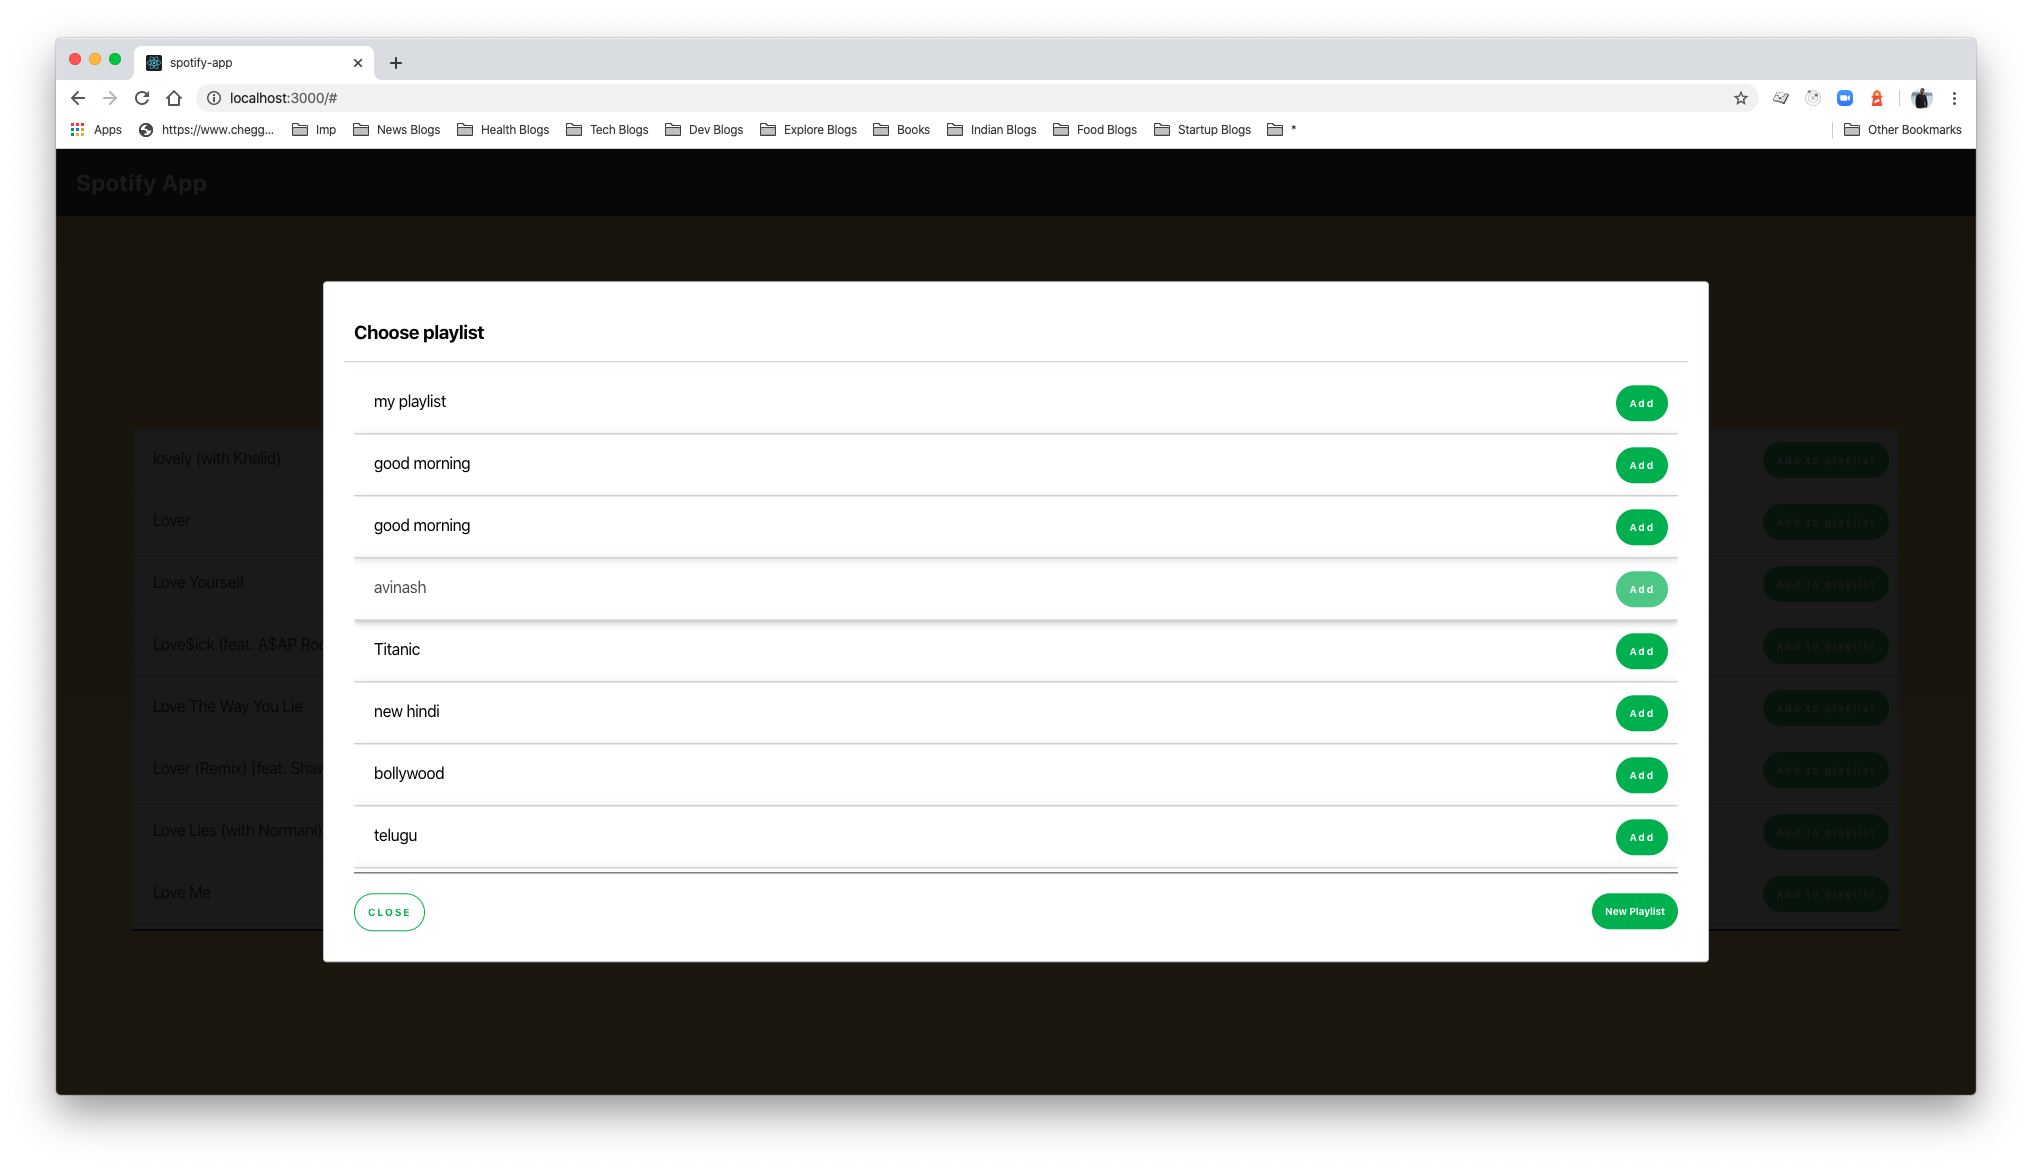 spotify-app
localhost:3000/#
Apps https://www.chegg... Imp News Blogs Health Blogs Tech Blogs Dev Blogs Explore Blogs Books Indian Blogs Food Blogs Startup Blogs * Other Bookmarks
Spotify App
Choose playlist
my playlist Add
good morning Add
good morning Add
avinash Add
Titanic Add
new hindi Add
bollywood Add
telugu Add
CLOSE New Playlist
lovely (with Khalid) Add to playlist
Lover Add to playlist
Love Yourself Add to playlist
Love$ick (feat. A$AP Add to playlist
Love The Way You Lie Add to playlist
Lover (Remix) [feat. Add to playlist
Love Lies (with Normani) Add to playlist
Love Me Add to playlist